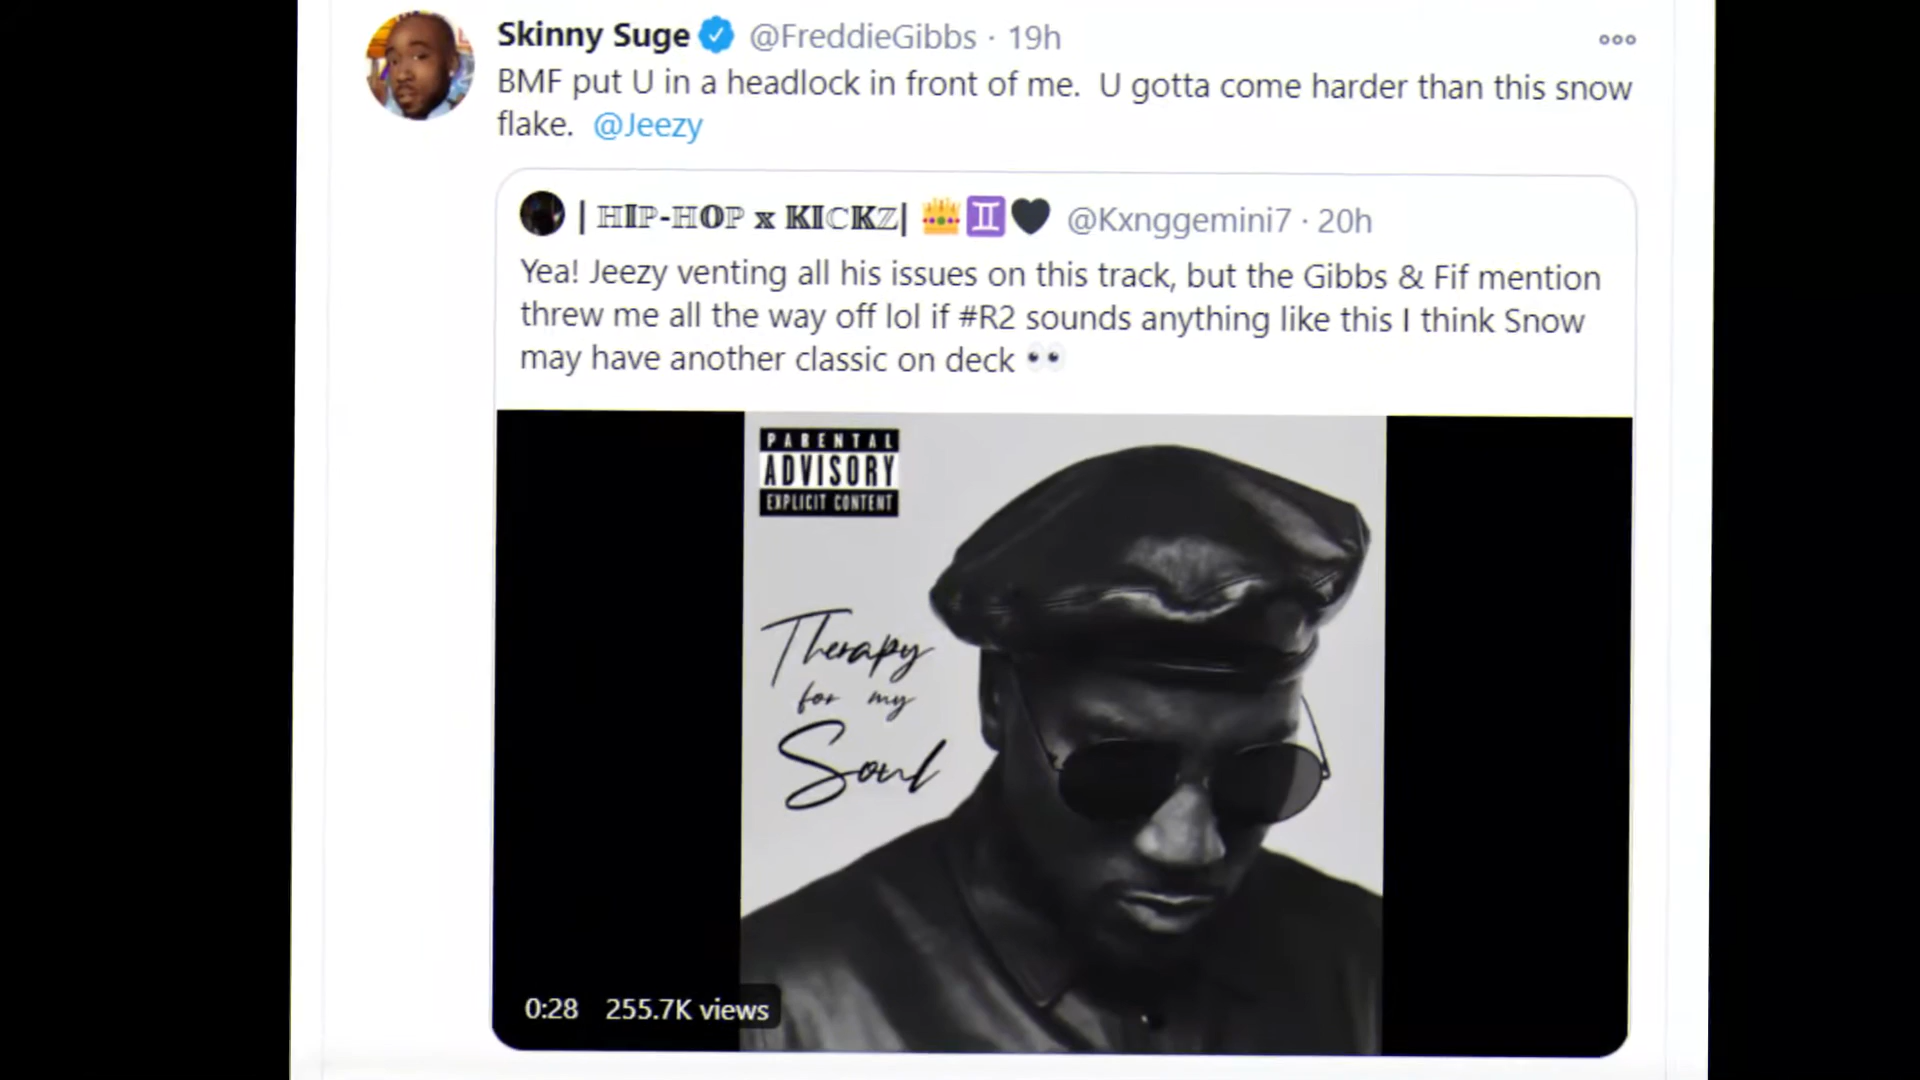 Skinny Suge @FreddieGibbs · 19h
BMF put U in a headlock in front of me.  U gotta come harder than this snow
flake.  @Jeezy
| ℍ𝐈ℙ-ℍ𝐎ℙ 𝐱 𝐊𝐈ℂ𝐊ℤ| 👑♊🖤 @Kxnggemini7 · 20h
Yea! Jeezy venting all his issues on this track, but the Gibbs & Fif mention
threw me all the way off lol if #R2 sounds anything like this I think Snow
may have another classic on deck 👀
PARENTAL
ADVISORY
EXPLICIT CONTENT
Therapy
for my
Soul
0:28 255.7K views